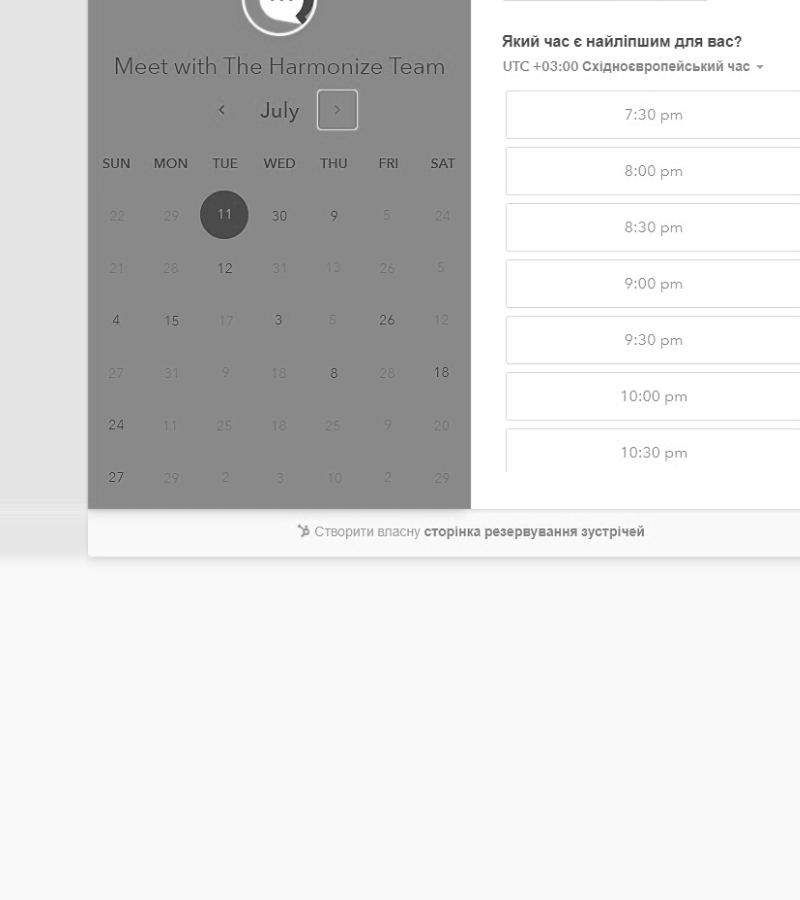 Meet with The Harmonize Team
July
SUN MON TUE WED THU FRI SAT
22 29 11 30 9 5 24
21 28 12 31 13 26 5
4 15 17 3 5 26 12
27 31 9 18 8 28 18
24 11 25 18 25 9 20
27 29 2 3 10 2 29
Який час є найліпшим для вас?
UTC +03:00 Східноєвропейський час
7:30 pm
8:00 pm
8:30 pm
9:00 pm
9:30 pm
10:00 pm
10:30 pm
Створити власну сторінка резервування зустрічей